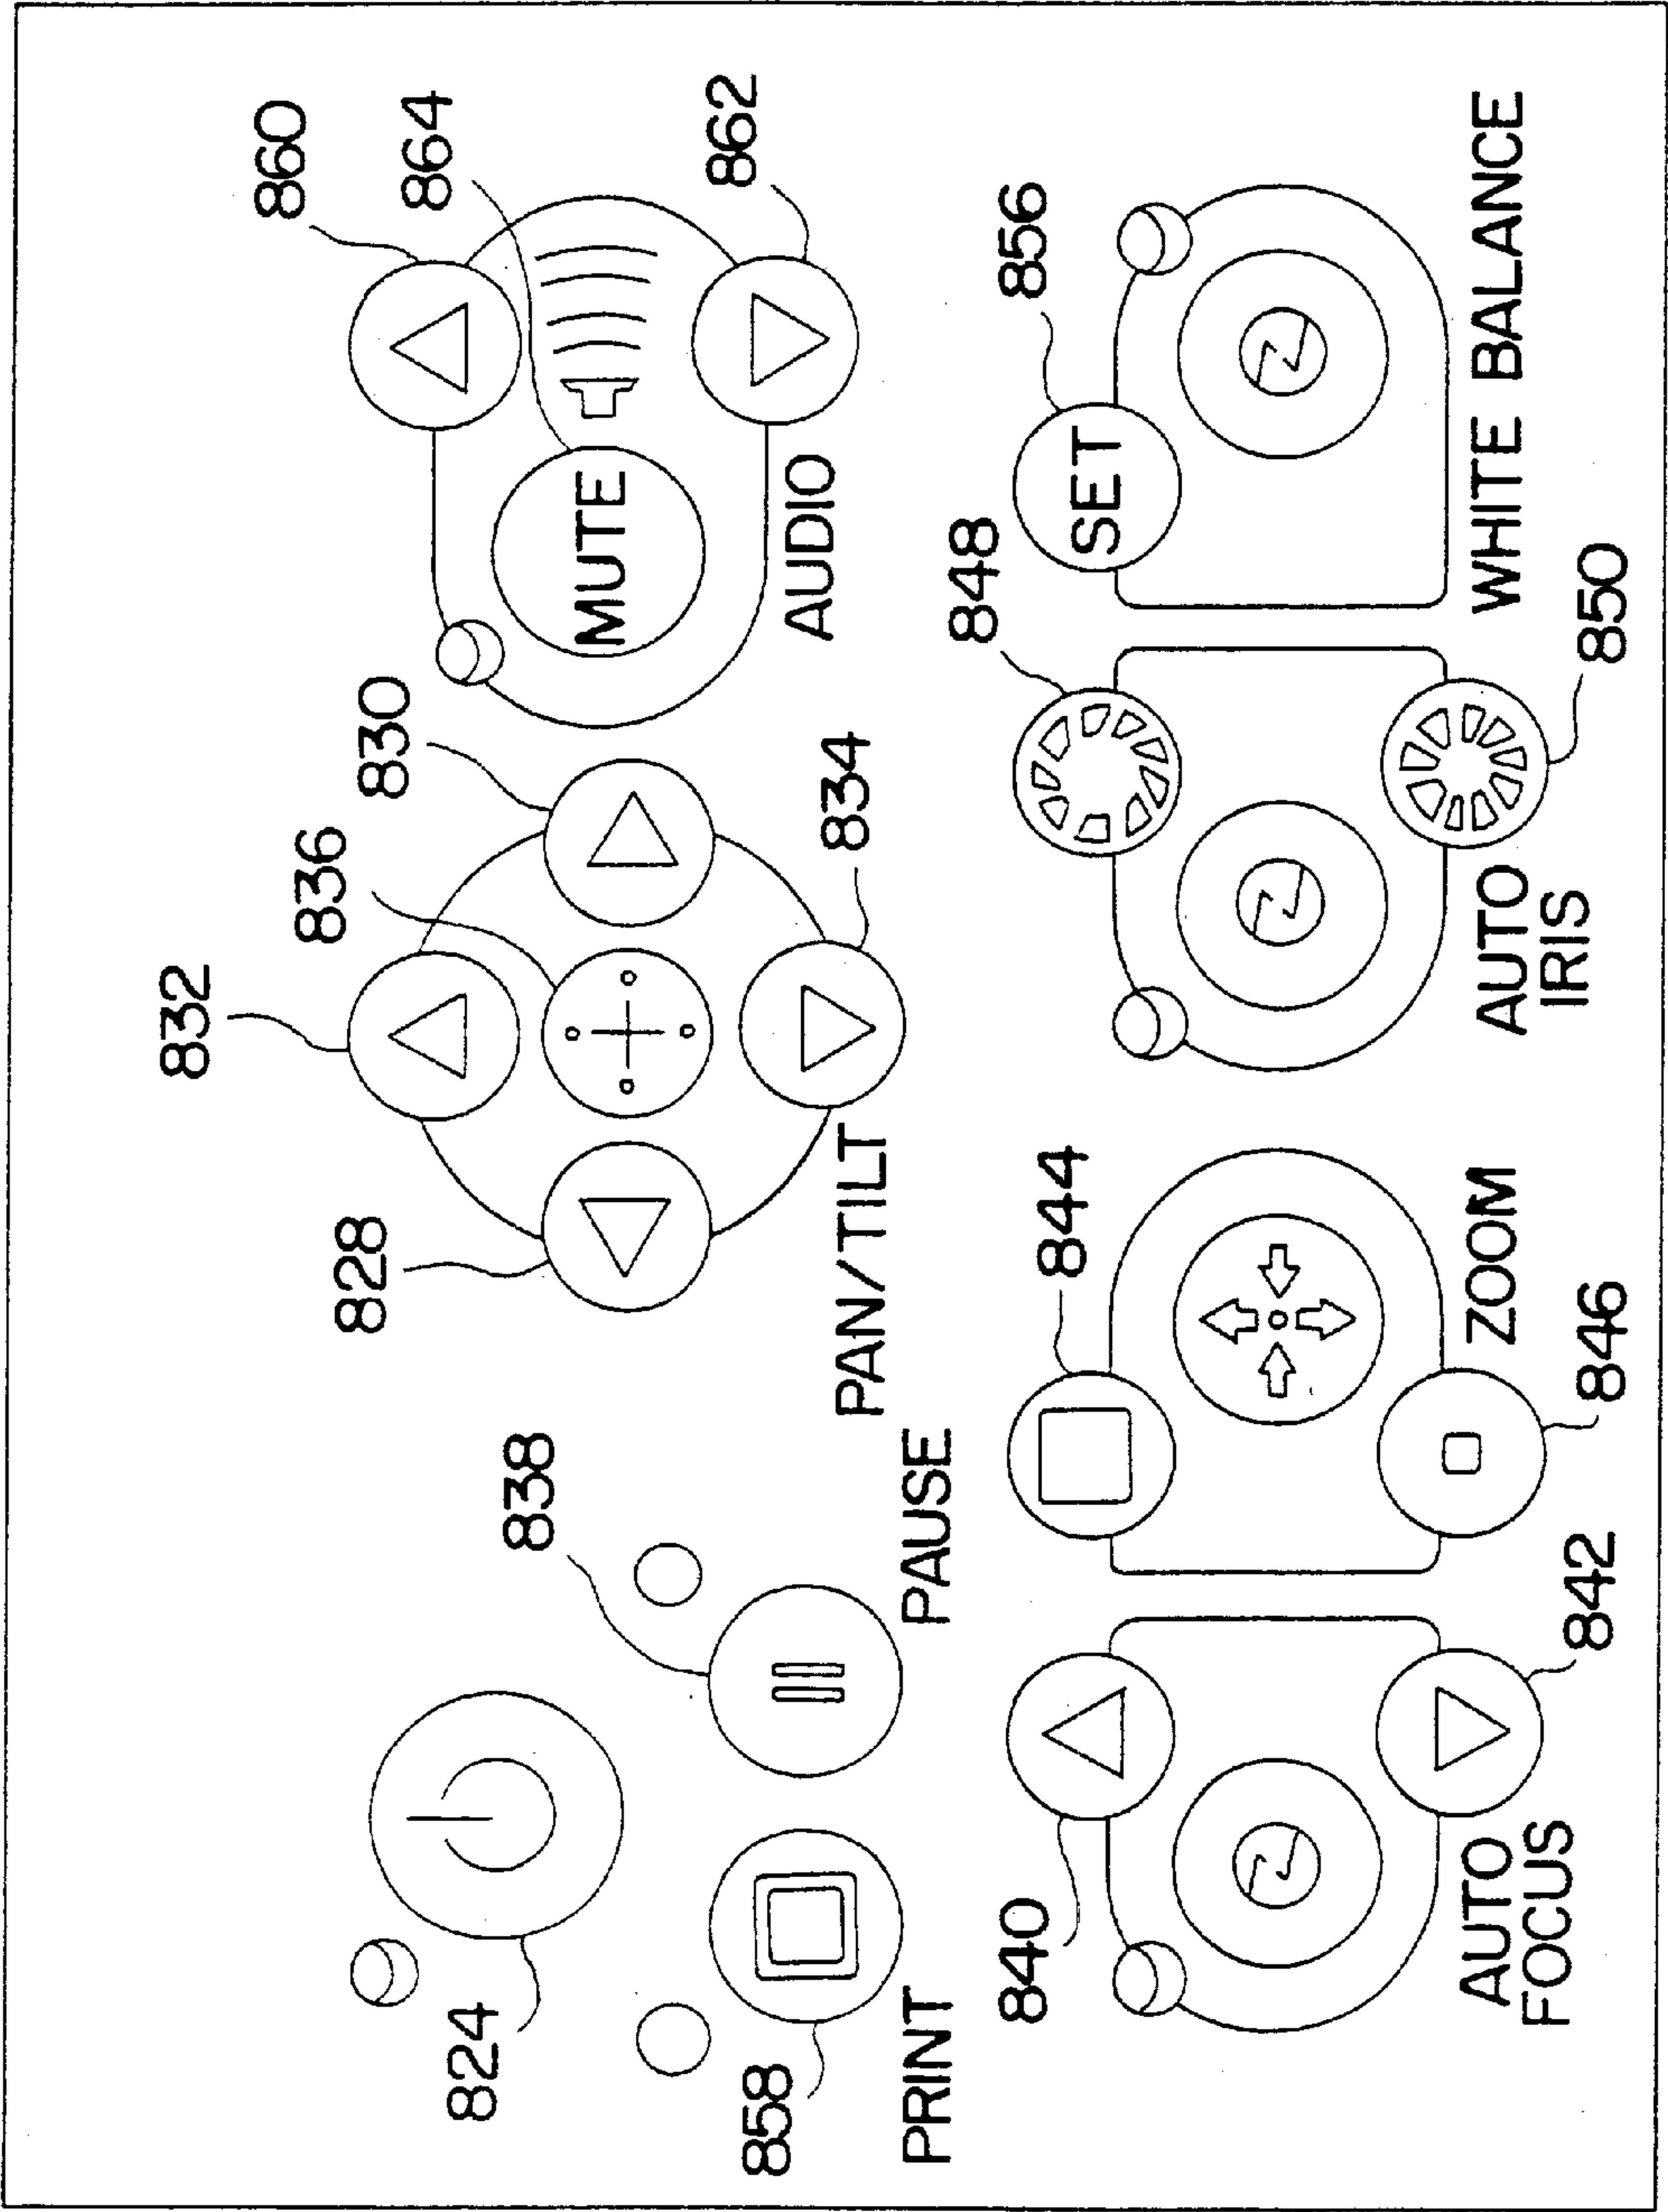 824
858
PRINT
838
PAUSE
832
828
836
830
834
PAN/TILT
860
864
862
MUTE
AUDIO
840
842
AUTO
FOCUS
844
846
ZOOM
848
850
AUTO
IRIS
856
SET
WHITE BALANCE